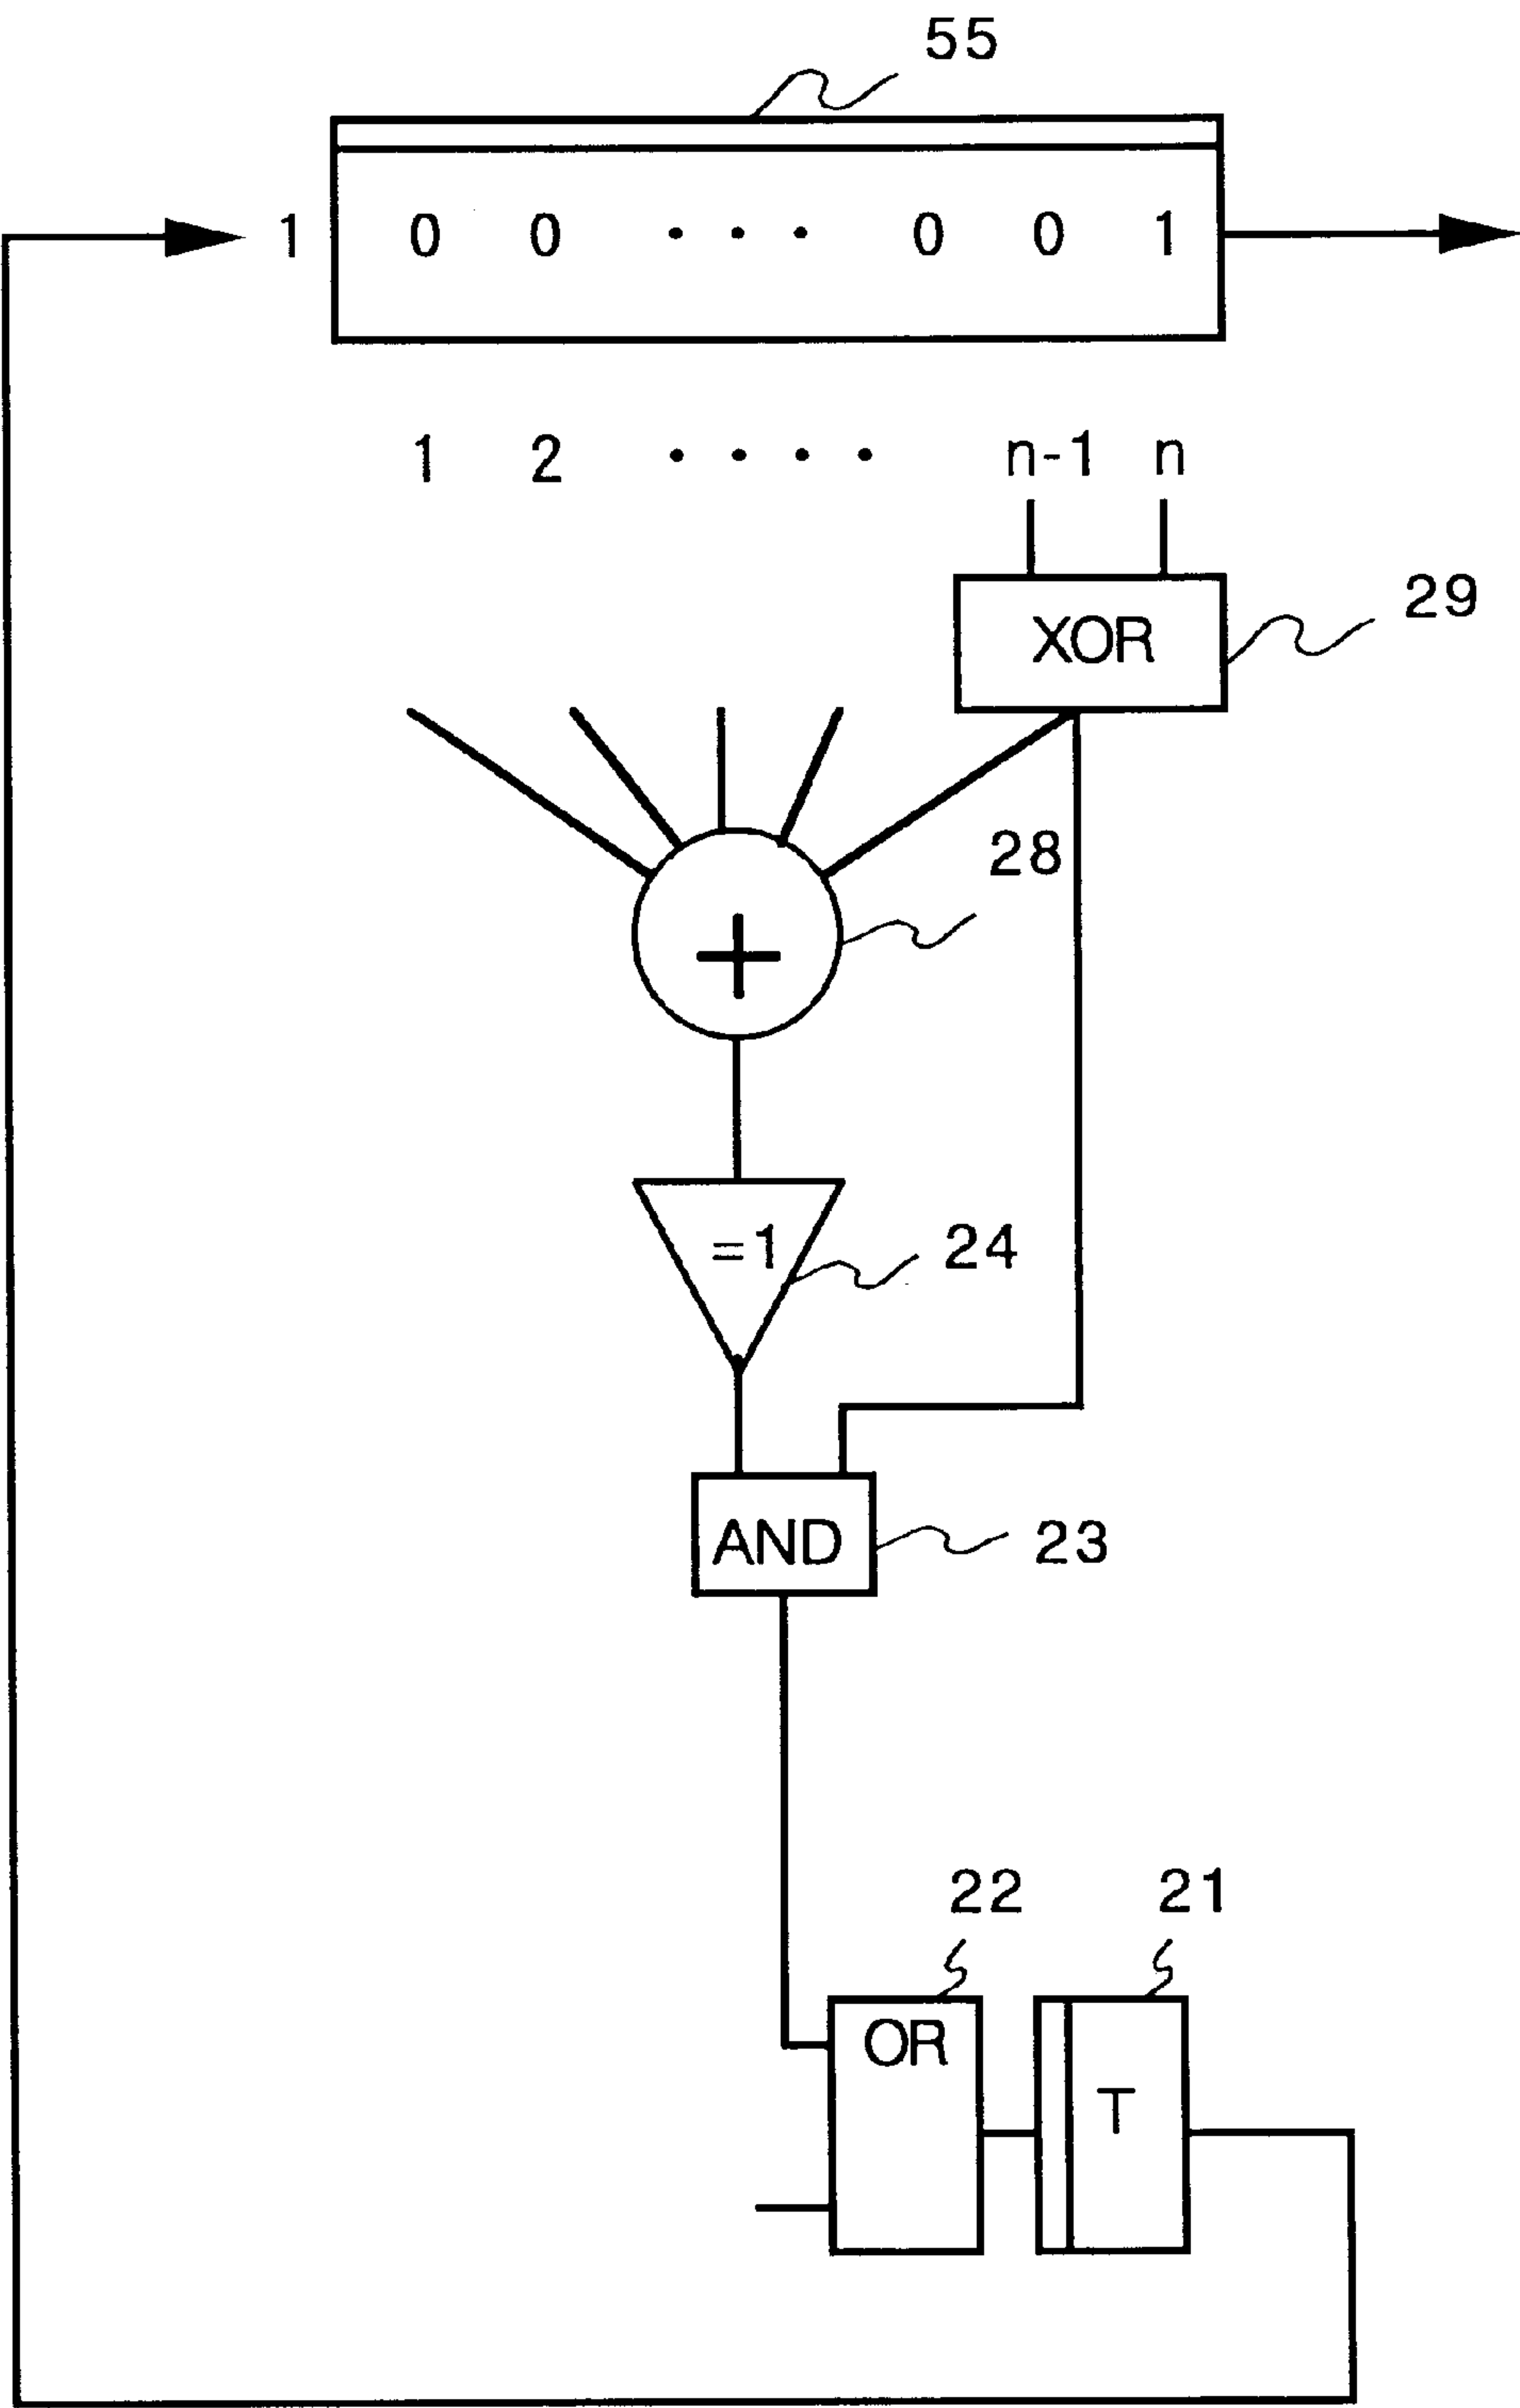 55
1 0 0 . . . 0 0 1
1 2 . . . . n-1 n
XOR 29
28
+
=1 24
AND 23
22 21
OR
T